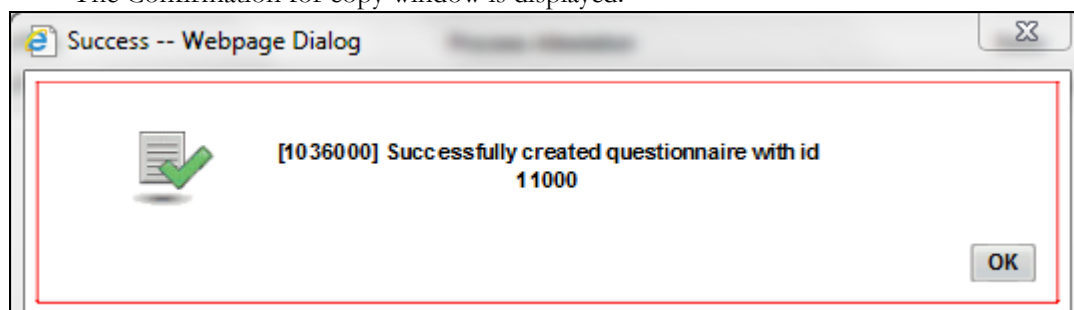 The Confirmation for copy window is displayed.
Success -- Webpage Dialog
[1036000] Successfully created questionnaire with id
11000
OK